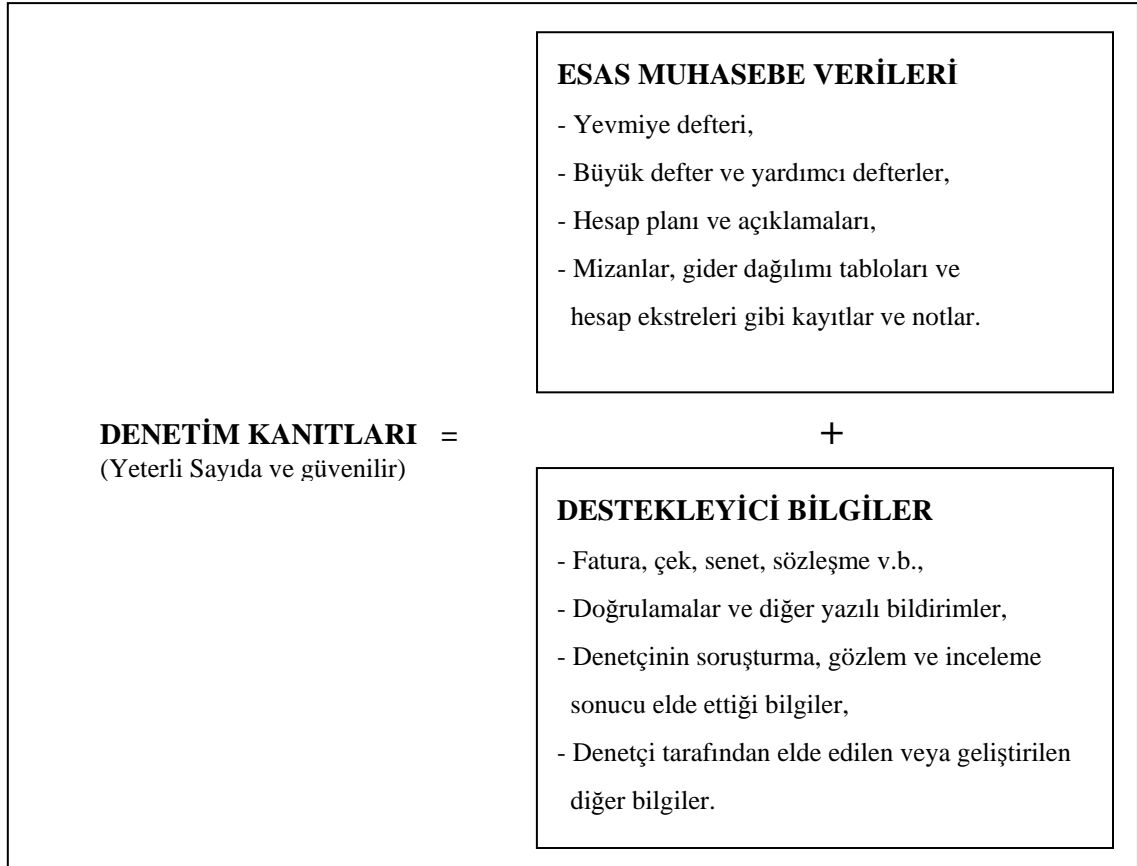 ESAS MUHASEBE VERİLERİ
- Yevmiye defteri,
- Büyük defter ve yardımcı defterler,
- Hesap planı ve açıklamaları,
- Mizanlar, gider dağılımı tabloları ve
hesap ekstreleri gibi kayıtlar ve notlar.
DENETİM KANITLARI =
(Yeterli Sayıda ve güvenilir)
+
DESTEKLEYİCİ BİLGİLER
- Fatura, çek, senet, sözleşme v.b.,
- Doğrulamalar ve diğer yazılı bildirimler,
- Denetçinin soruşturma, gözlem ve inceleme
sonucu elde ettiği bilgiler,
- Denetçi tarafından elde edilen veya geliştirilen
diğer bilgiler.